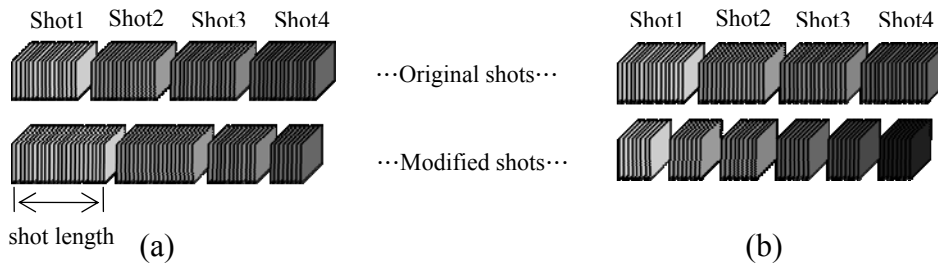 Shot1 Shot2 Shot3 Shot4
Shot1 Shot2 Shot3 Shot4
…Original shots…
…Modified shots…
shot length
(a)
(b)